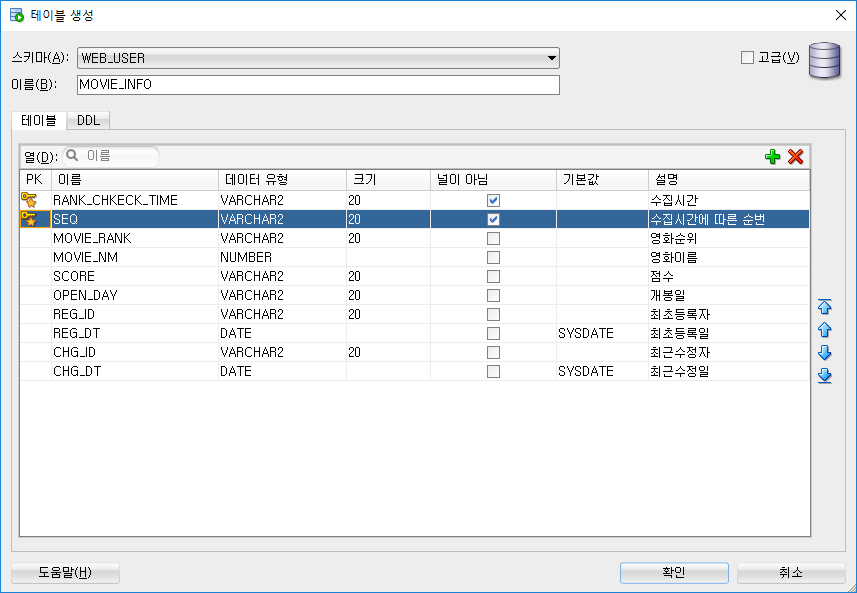 테이블 생성
스키마(A): WEB_USER 고급(V)
이름(B): MOVIE_INFO
테이블 DDL
열(D): 이름
PK 이름 데이터 유형 크기 널이 아님 기본값 설명
RANK_CHKECK_TIME VARCHAR2 20 수집시간
SEQ VARCHAR2 20 수집시간에 따른 순번
MOVIE_RANK VARCHAR2 20 영화순위
MOVIE_NM NUMBER 영화이름
SCORE VARCHAR2 20 점수
OPEN_DAY VARCHAR2 20 개봉일
REG_ID VARCHAR2 20 최초등록자
REG_DT DATE SYSDATE 최초등록일
CHG_ID VARCHAR2 20 최근수정자
CHG_DT DATE SYSDATE 최근수정일
도움말(H) 확인 취소